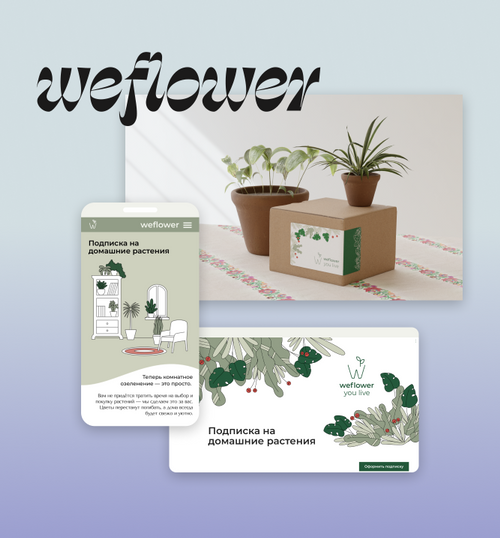 weflower
weflower
you live
weflower
Подписка на
домашние растения
Теперь комнатное
озеленение — это просто.
Вам не придётся тратить время на выбор и
покупку растений — мы сделаем это за вас.
Цветы перестанут погибать, а дома всегда
будет свежо и уютно.
weflower
you live
Подписка на
домашние растения
Оформить подписку